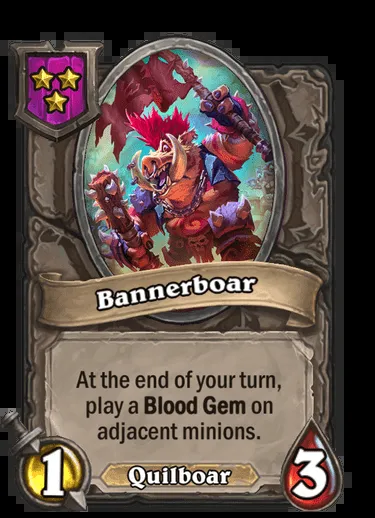 Bannerboar
At the end of your turn,
play a Blood Gem on
adjacent minions.
1
Quilboar
3